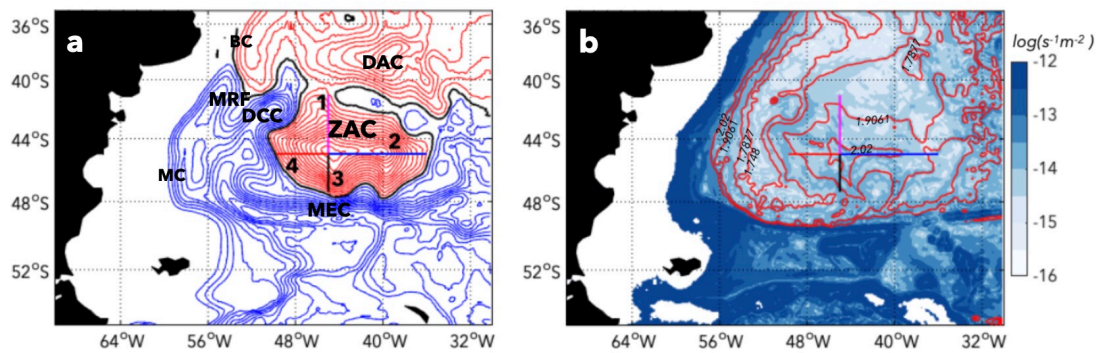 a
b
36°S
40°S
44°S
48°S
52°S
64°W
56°W
48°W
40°W
32°W
BC
DAC
MRF
DCC
1
ZAC
2
4
3
MC
MEC
36°S
40°S
44°S
48°S
52°S
64°W
56°W
48°W
40°W
32°W
1.7877
1.9061
2.02
2.02
1.9061
1.7877
1.748
log(s⁻¹m⁻²)
-12
-13
-14
-15
-16